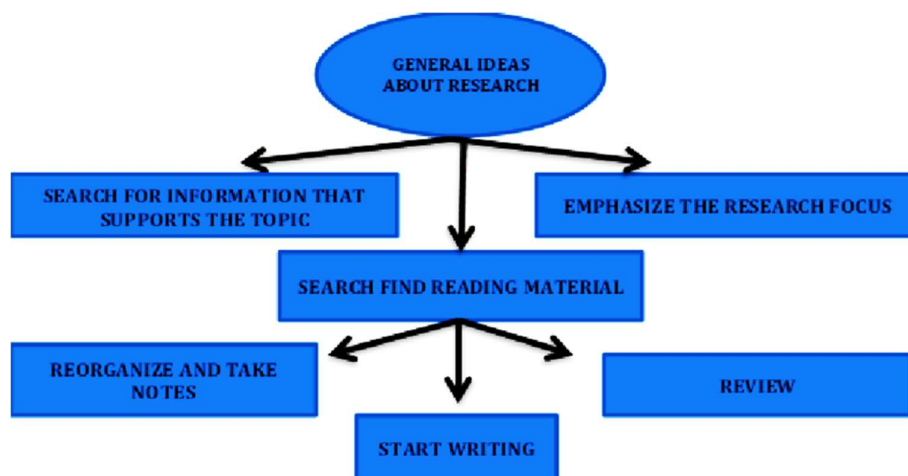 GENERAL IDEAS
ABOUT RESEARCH
SEARCH FOR INFORMATION THAT
SUPPORTS THE TOPIC
EMPHASIZE THE RESEARCH FOCUS
SEARCH FIND READING MATERIAL
REORGANIZE AND TAKE
NOTES
REVIEW
START WRITING